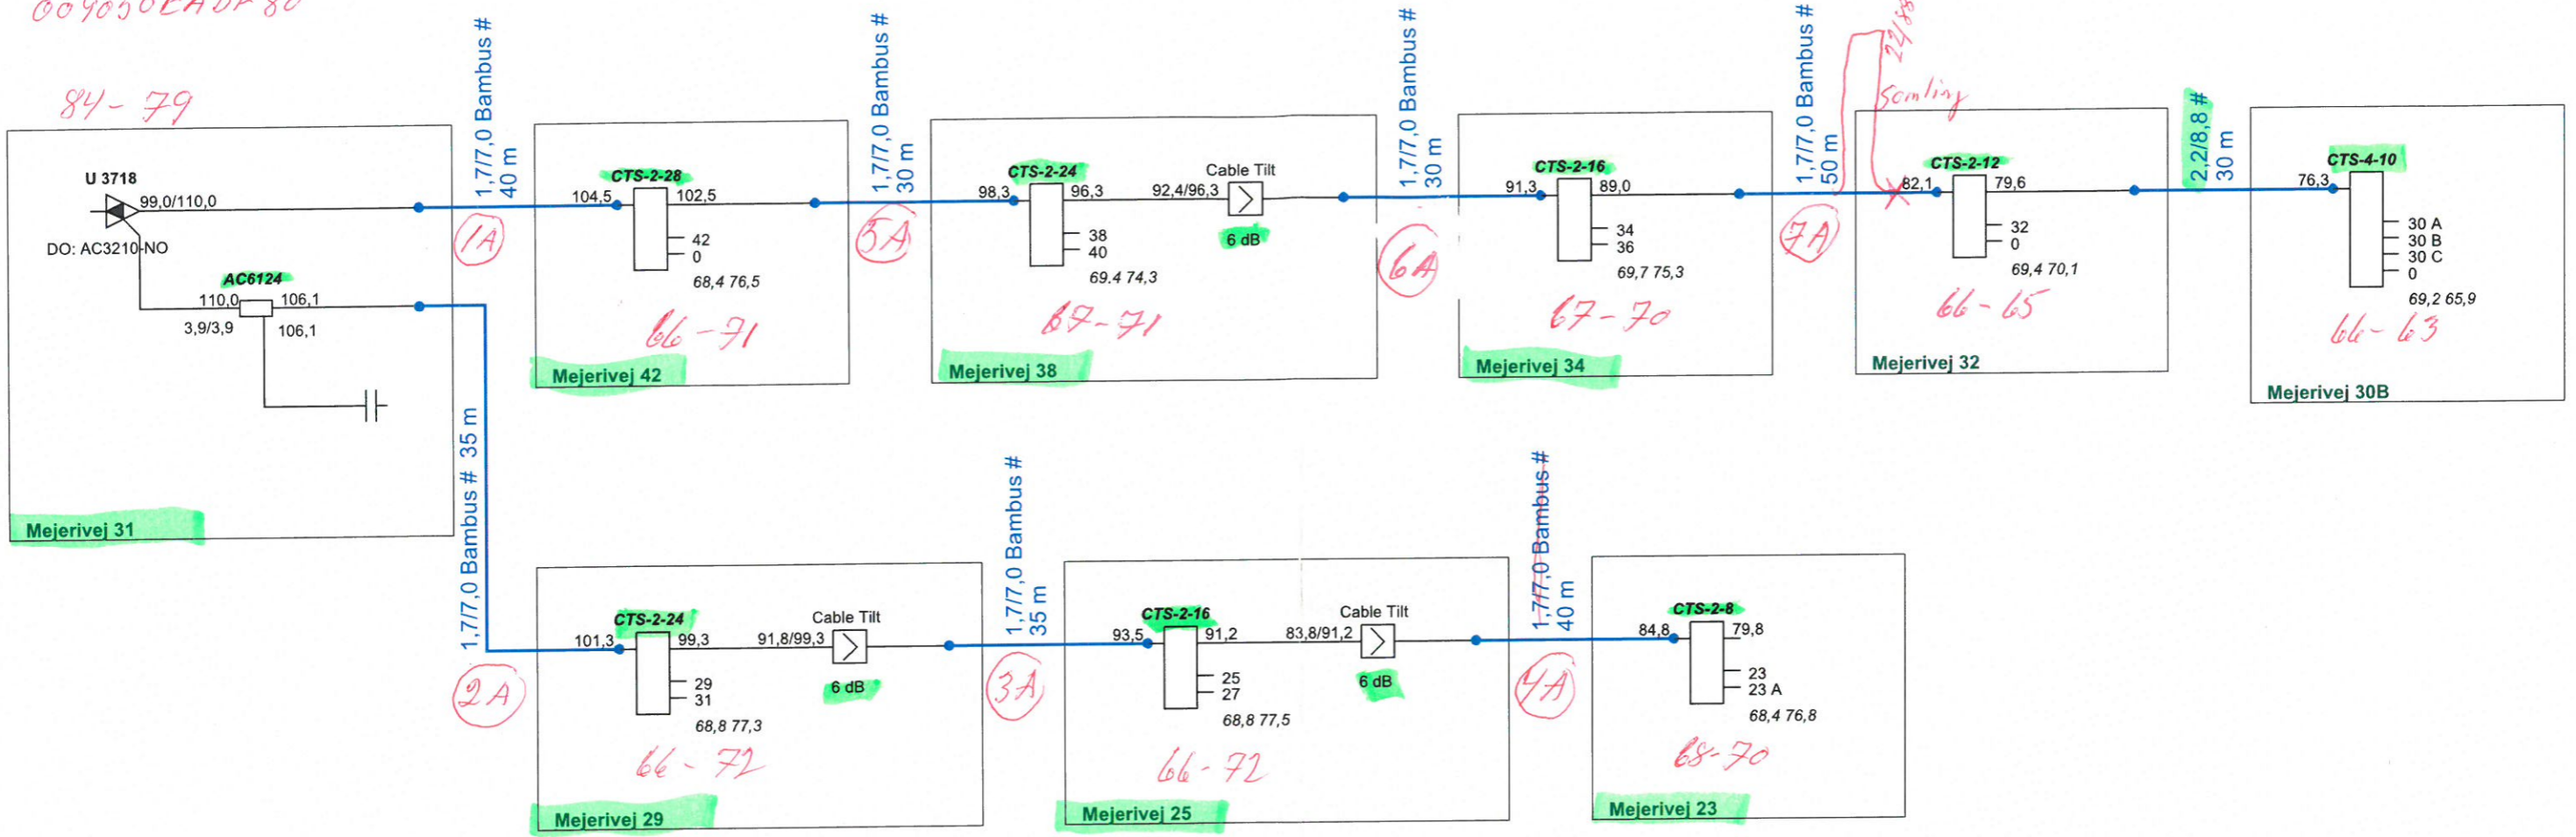 84-79
U 3718
99,0/110,0
DO: AC3210-NO
AC6124
110,0
106,1
3,9/3,9
106,1
Mejerivej 31
1,7/7,0 Bambus #
40 m
1A
CTS-2-28
104,5
102,5
42
0
68,4 76,5
66-71
Mejerivej 42
1,7/7,0 Bambus #
30 m
5A
CTS-2-24
98,3
96,3
92,4/96,3
Cable Tilt
6 dB
38
40
69.4 74,3
67-71
Mejerivej 38
1,7/7,0 Bambus #
30 m
6A
CTS-2-16
91,3
89,0
34
36
69,7 75,3
67-70
Mejerivej 34
1,7/7,0 Bambus #
50 m
7A
Samling
CTS-2-12
82,1
79,6
32
0
69,4 70,1
66-65
Mejerivej 32
2,2/8,8 #
30 m
CTS-4-10
76,3
30 A
30 B
30 C
0
69,2 65,9
66-63
Mejerivej 30B
1,7/7,0 Bambus # 35 m
2A
CTS-2-24
101,3
99,3
91,8/99,3
Cable Tilt
6 dB
29
31
68,8 77,3
66-72
Mejerivej 29
1,7/7,0 Bambus #
35 m
3A
CTS-2-16
93,5
91,2
83,8/91,2
Cable Tilt
6 dB
25
27
68,8 77,5
66-72
Mejerivej 25
1,7/7,0 Bambus #
40 m
4A
CTS-2-8
84,8
79,8
23
23 A
68,4 76,8
68-70
Mejerivej 23